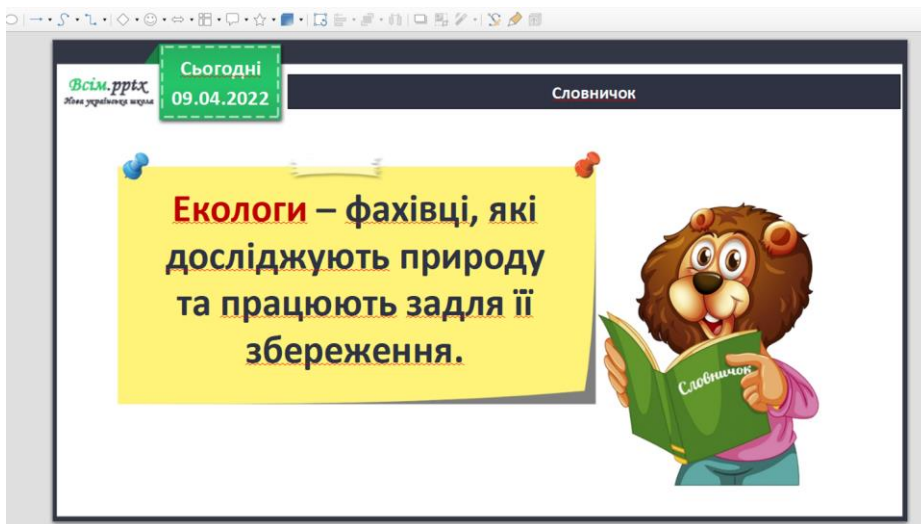 Всім.pptx
Нова українська школа
Сьогодні
09.04.2022
Словничок
Екологи – фахівці, які
досліджують природу
та працюють задля її
збереження.
Словничок